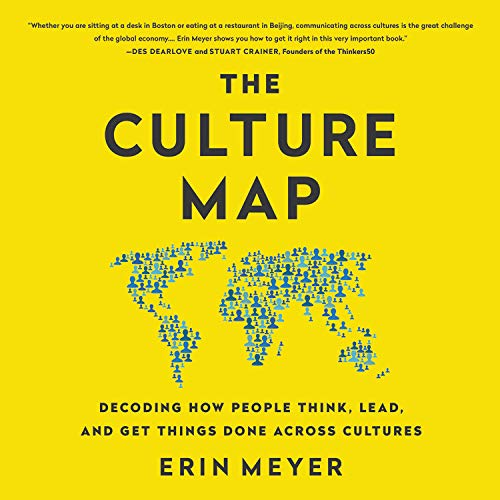 "Whether you are sitting at a desk in Boston or eating at a restaurant in Beijing, communicating across cultures is the great challenge
of the global economy.... Erin Meyer shows you how to get it right in this very important book."
—DES DEARLOVE and STUART CRAINER, Founders of the Thinkers50
THE
CULTURE
MAP
DECODING HOW PEOPLE THINK, LEAD,
AND GET THINGS DONE ACROSS CULTURES
ERIN MEYER